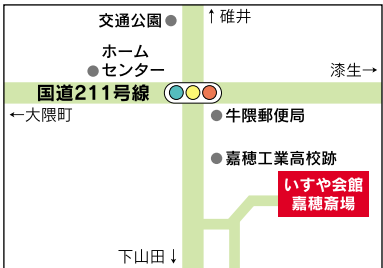 ↑碓井
交通公園
ホーム
センター
漆生→
国道211号線
←大隈町
牛隈郵便局
嘉穂工業高校跡
いすや会館
嘉穂斎場
下山田↓